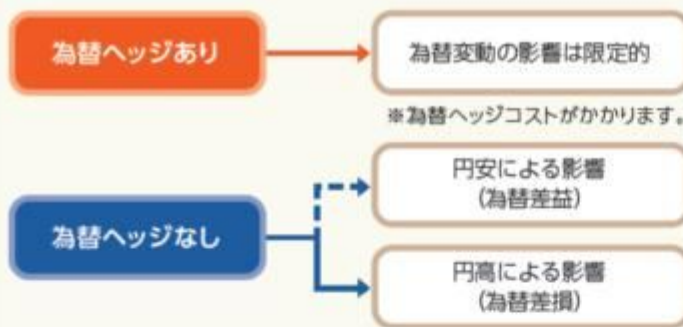 為替ヘッジあり
為替変動の影響は限定的
※為替ヘッジコストがかかります。
為替ヘッジなし
円安による影響
(為替差益)
円高による影響
(為替差損)